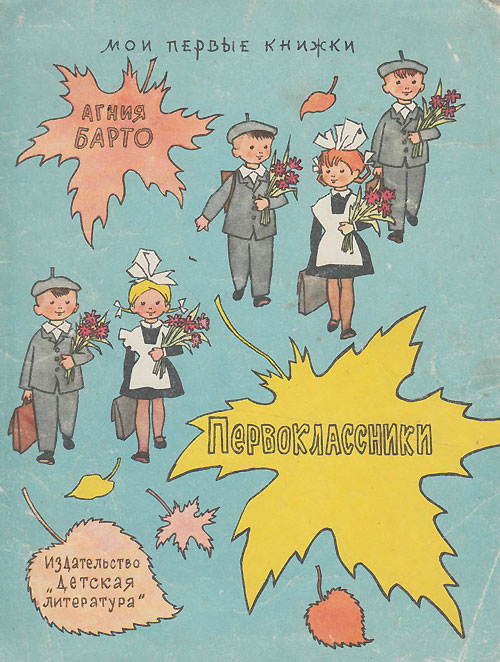 МОИ ПЕРВЫЕ КНИЖКИ
АГНИЯ
БАРТО
ПЕРВОКЛАССНИКИ
ИЗДАТЕЛЬСТВО
„ДЕТСКАЯ
ЛИТЕРАТУРА"